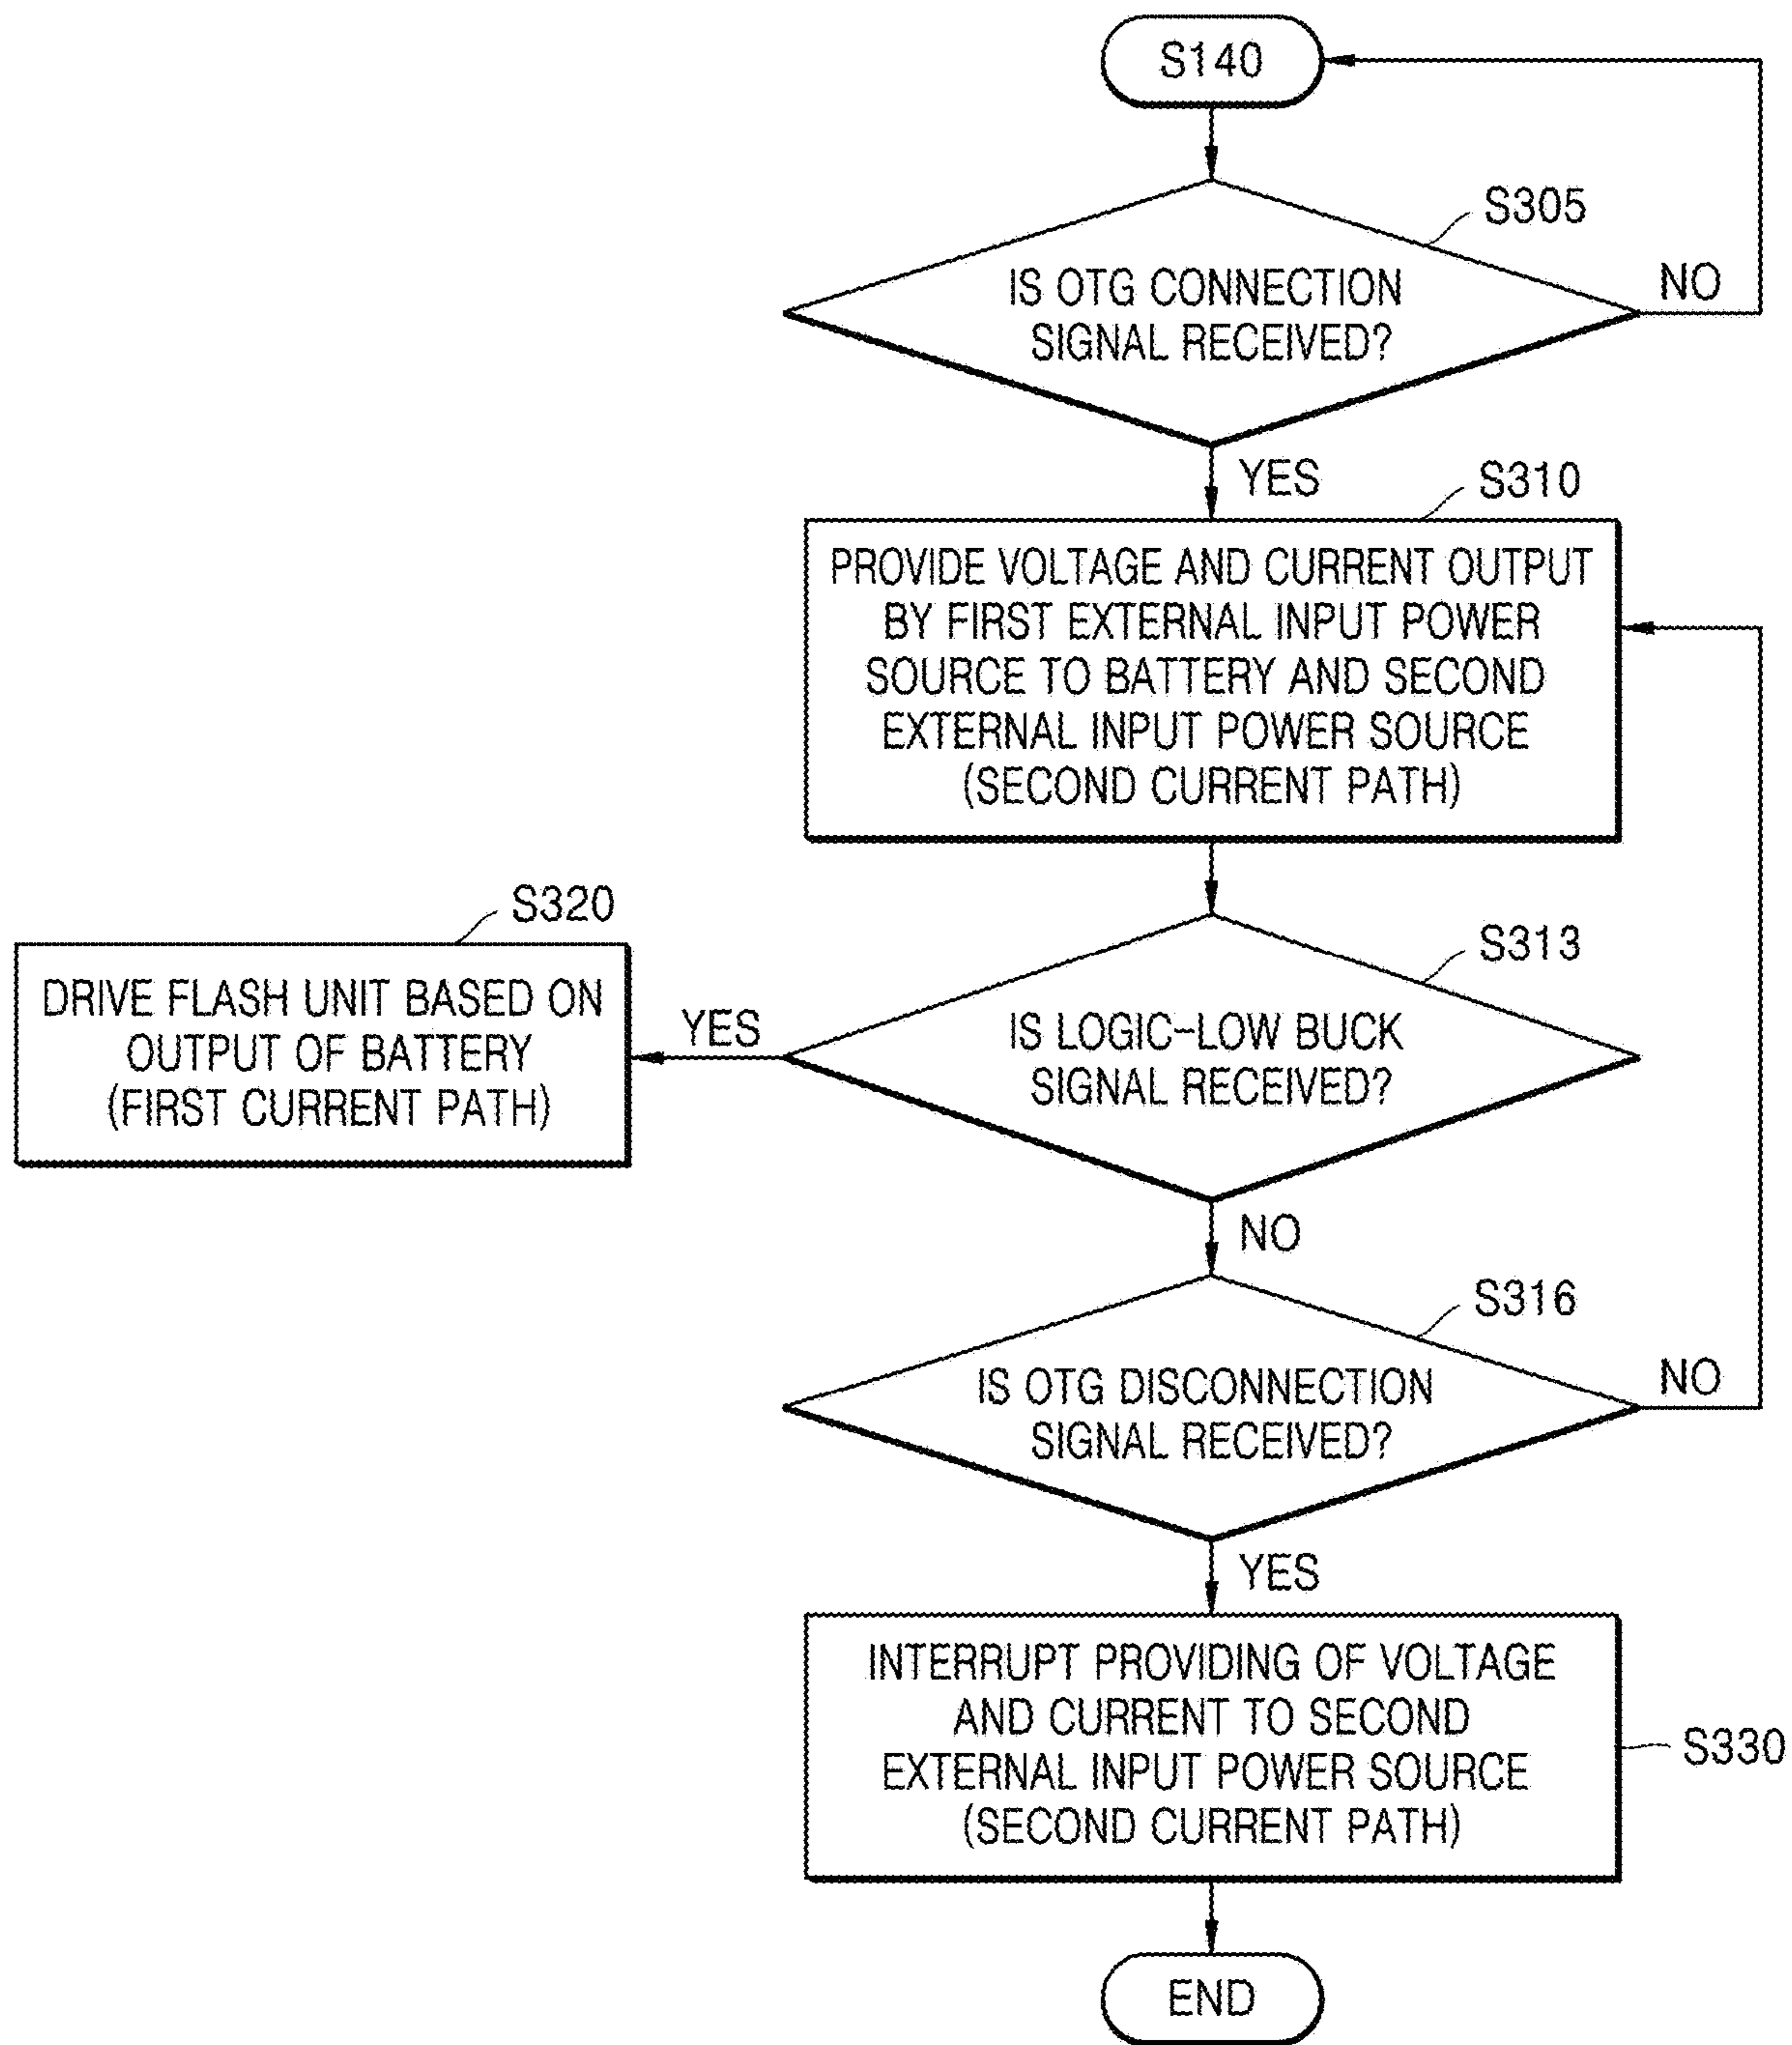 S140
S305
IS OTG CONNECTION
SIGNAL RECEIVED?
NO
YES
S310
PROVIDE VOLTAGE AND CURRENT OUTPUT
BY FIRST EXTERNAL INPUT POWER
SOURCE TO BATTERY AND SECOND
EXTERNAL INPUT POWER SOURCE
(SECOND CURRENT PATH)
S320
DRIVE FLASH UNIT BASED ON
OUTPUT OF BATTERY
(FIRST CURRENT PATH)
YES
S313
IS LOGIC-LOW BUCK
SIGNAL RECEIVED?
NO
S316
IS OTG DISCONNECTION
SIGNAL RECEIVED?
NO
YES
INTERRUPT PROVIDING OF VOLTAGE
AND CURRENT TO SECOND
EXTERNAL INPUT POWER SOURCE
(SECOND CURRENT PATH)
S330
END